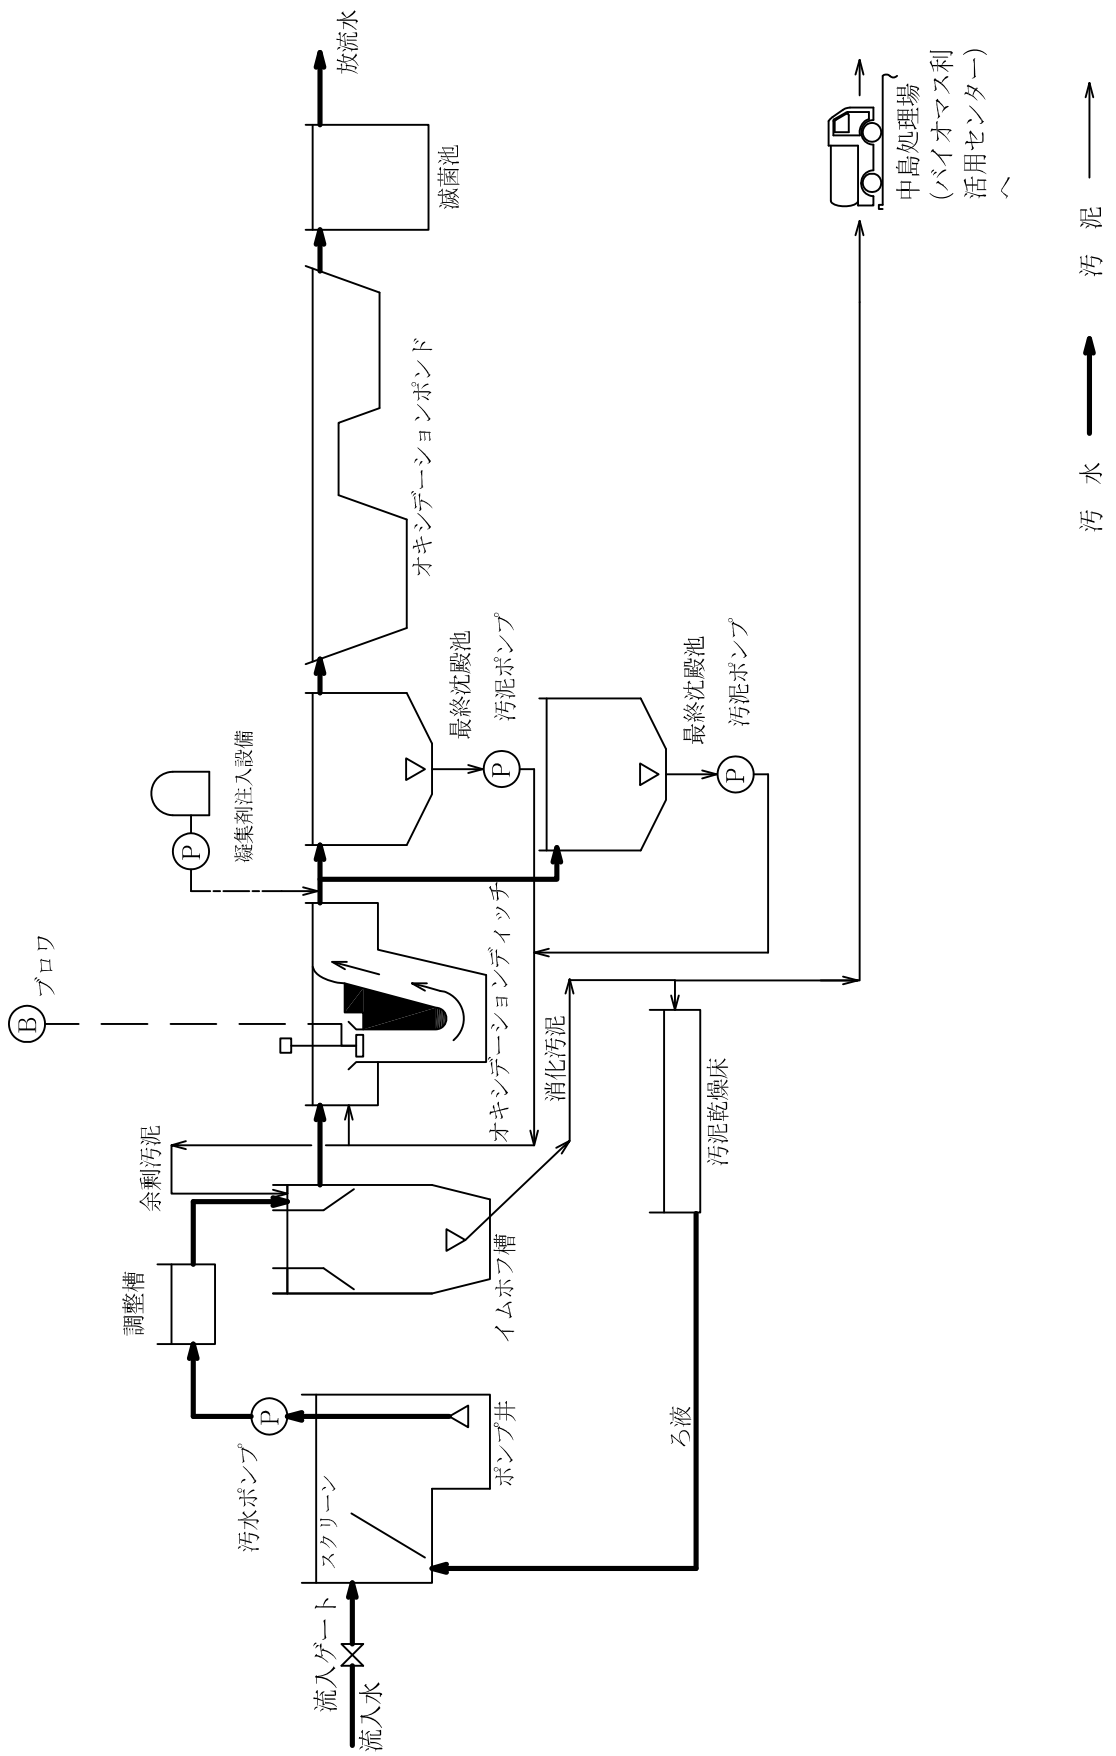 流入水
流入ゲート
スクリーン
ポンプ井
汚水ポンプ
P
調整槽
余剰汚泥
イムホフ槽
消化汚泥
ブロワ
B
オキシデーションディッチ
凝集剤注入設備
P
最終沈殿池
汚泥ポンプ
P
最終沈殿池
汚泥ポンプ
P
オキシデーションポンド
滅菌池
放流水
汚泥乾燥床
ろ液
中島処理場
(バイオマス利
活用センター)
へ
汚 水
汚 泥